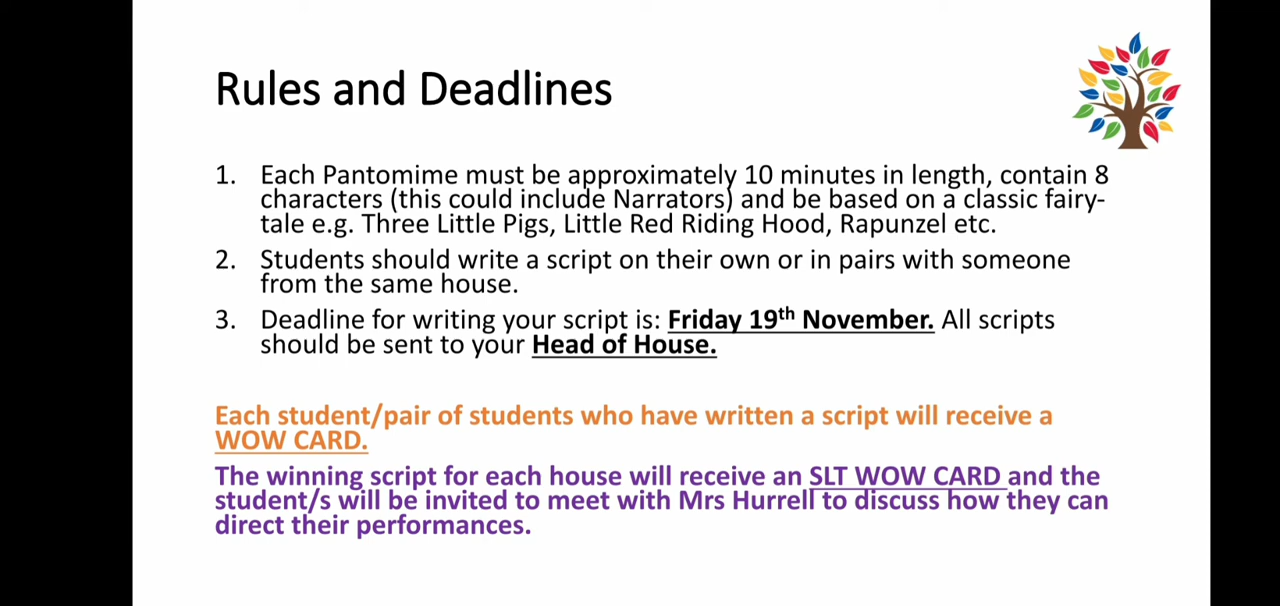 Rules and Deadlines
1. Each Pantomime must be approximately 10 minutes in length, contain 8
characters (this could include Narrators) and be based on a classic fairy-
tale e.g. Three Little Pigs, Little Red Riding Hood, Rapunzel etc.
2. Students should write a script on their own or in pairs with someone
from the same house.
3. Deadline for writing your script is: Friday 19th November. All scripts
should be sent to your Head of House.
Each student/pair of students who have written a script will receive a
WOW CARD.
The winning script for each house will receive an SLT WOW CARD and the
student/s will be invited to meet with Mrs Hurrell to discuss how they can
direct their performances.